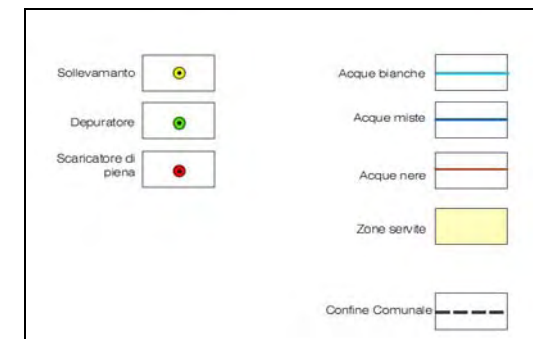 Sollevamanto
Depuratore
Scaricatore di
piena
Acque bianche
Acque miste
Acque nere
Zone servite
Confine Comunale